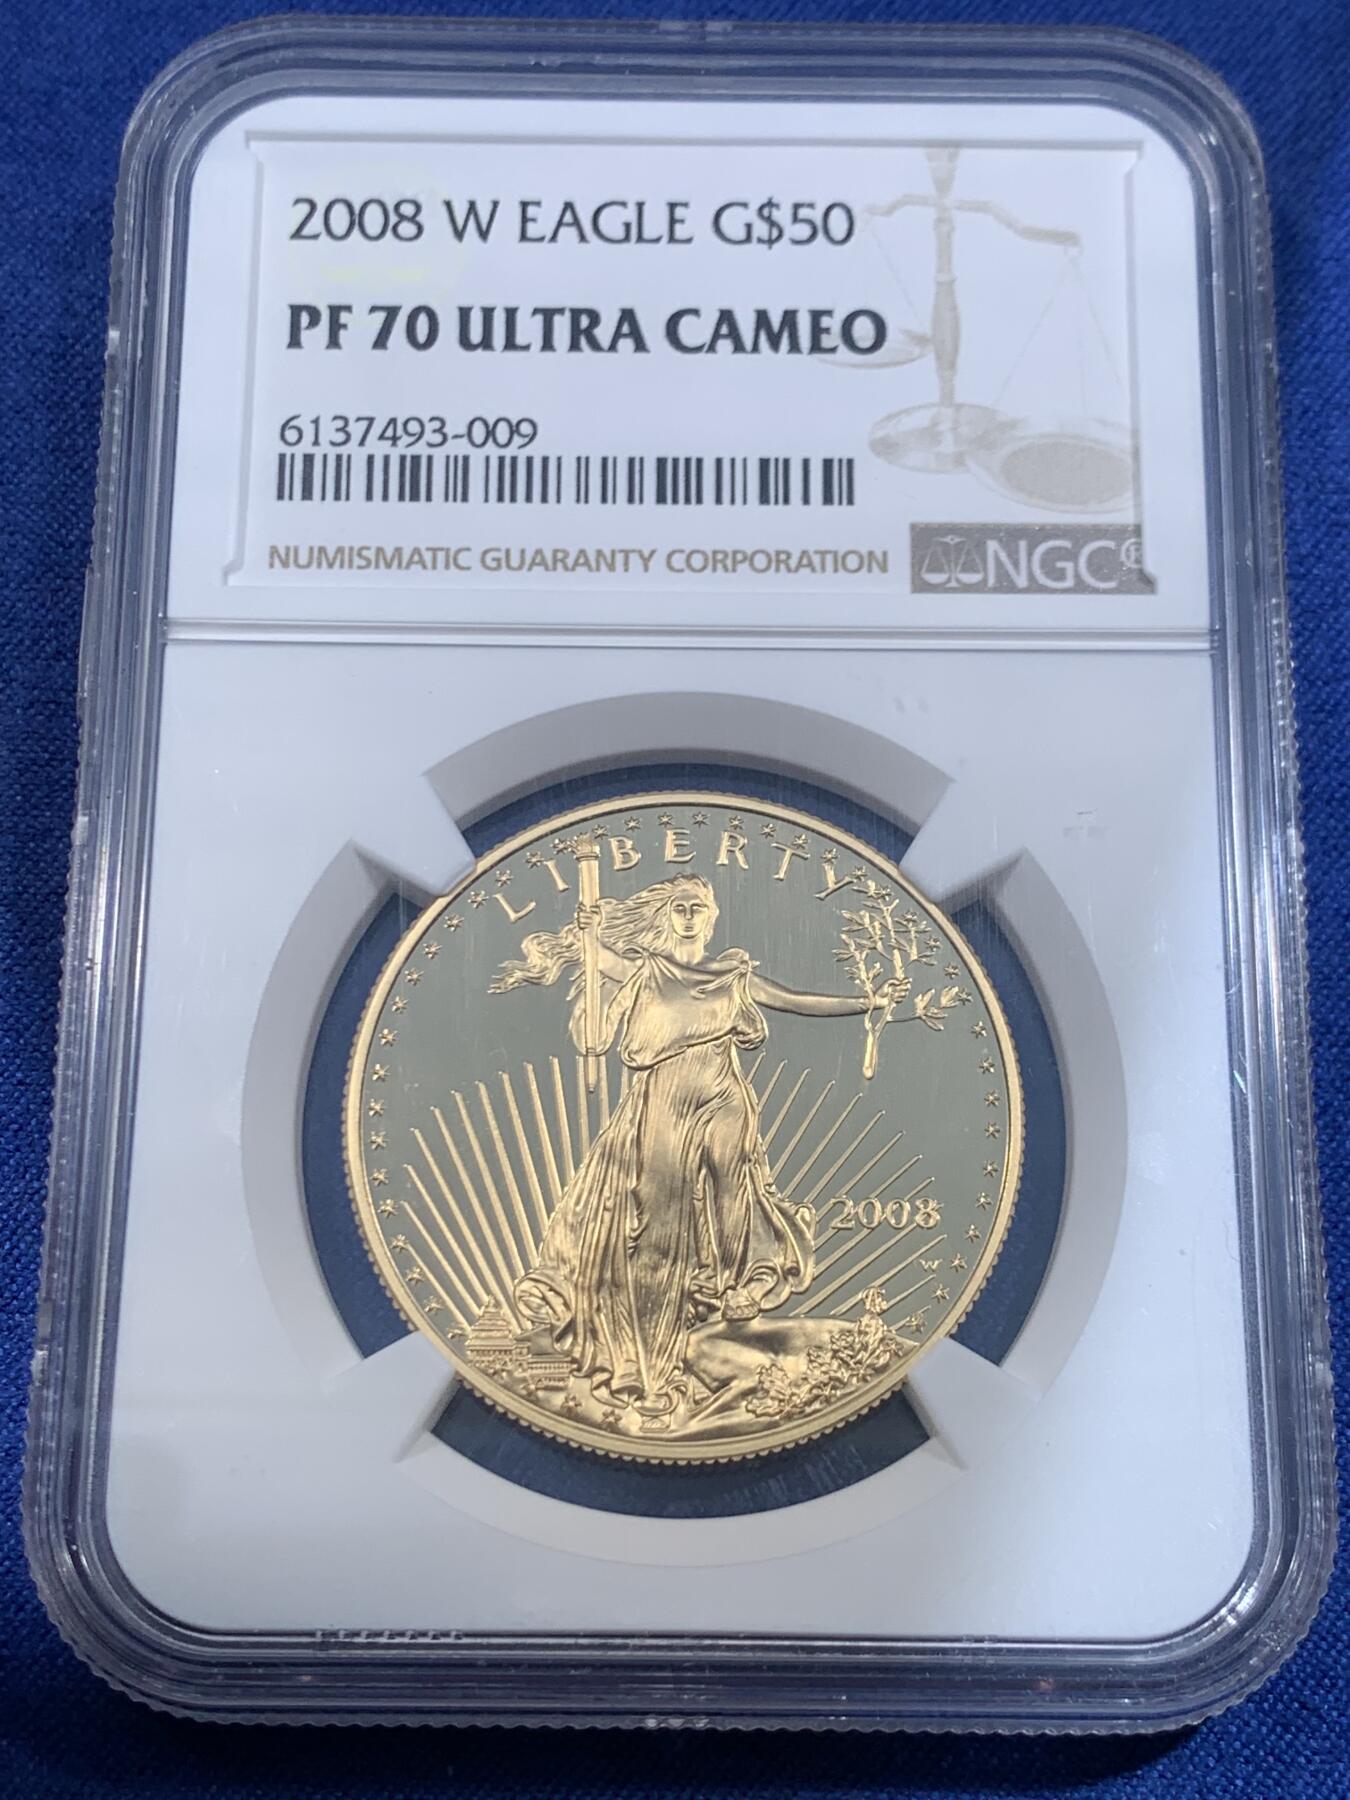 2008 W EAGLE G$50
PF 70 ULTRA CAMEO
6137493-009
NUMISMATIC GUARANTY CORPORATION
NGC®
LIBERTY
2008
W